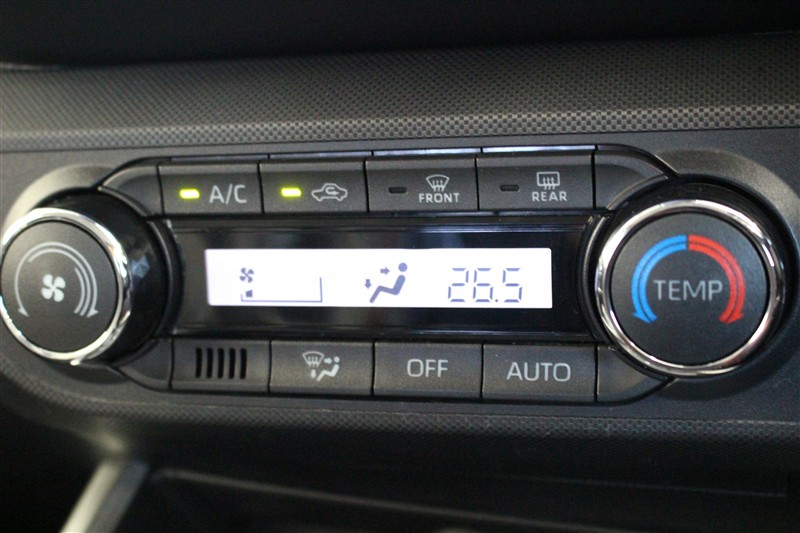 A/C FRONT REAR
26.5 TEMP
OFF AUTO